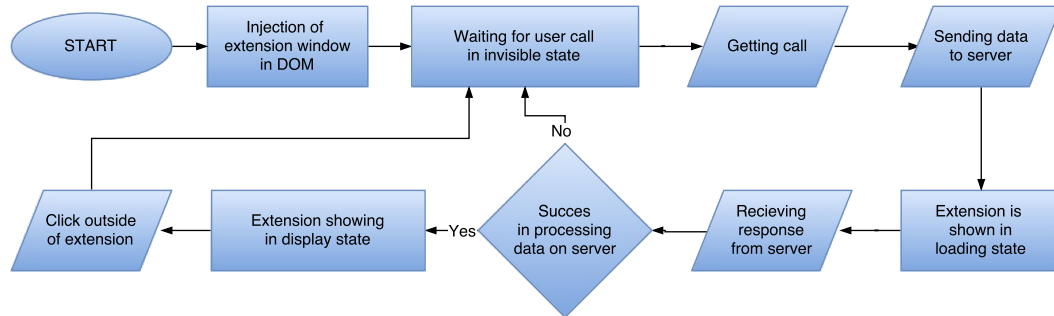 START
Injection of
extension window
in DOM
Waiting for user call
in invisible state
Getting call
Sending data
to server
No
Click outside
of extension
Extension showing
in display state
Yes
Succes
in processing
data on server
Recieving
response
from server
Extension is
shown in
loading state